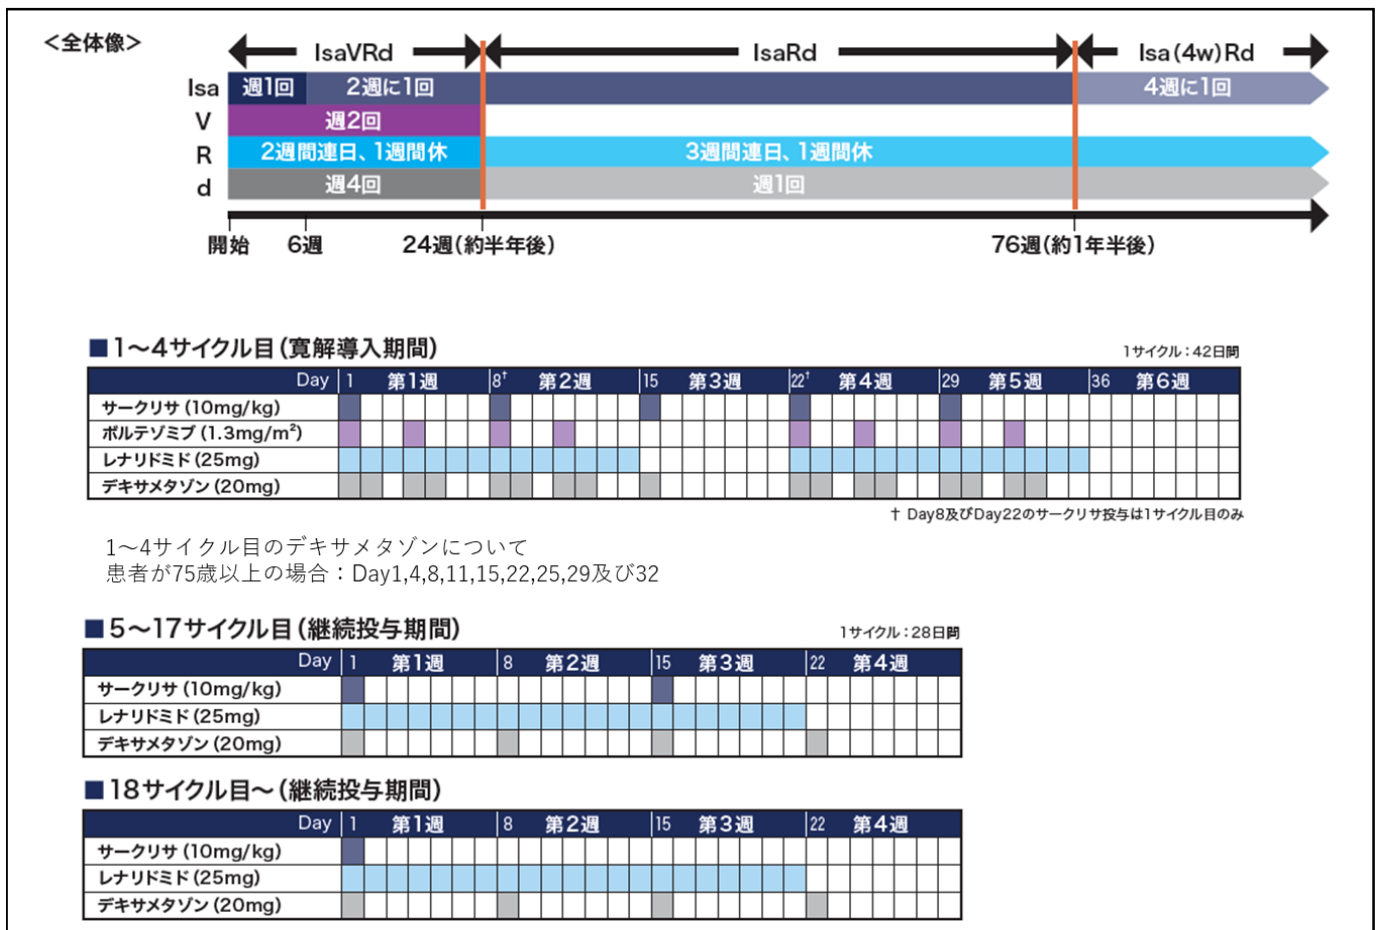 <全体像>
IsaVRd IsaRd Isa(4w)Rd
Isa 週1回 2週に1回 4週に1回
V 週2回
R 2週間連日、1週間休 3週間連日、1週間休
d 週4回 週1回
開始 6週 24週(約半年後) 76週(約1年半後)
■1〜4サイクル目(寛解導入期間)
1サイクル:42日間
Day 1 第1週 8† 第2週 15 第3週 22† 第4週 29 第5週 36 第6週
サークリサ(10mg/kg)
ボルテゾミブ(1.3mg/m²)
レナリドミド(25mg)
デキサメタゾン(20mg)
† Day8及びDay22のサークリサ投与は1サイクル目のみ
1〜4サイクル目のデキサメタゾンについて
患者が75歳以上の場合:Day1,4,8,11,15,22,25,29及び32
■5〜17サイクル目(継続投与期間)
1サイクル:28日間
Day 1 第1週 8 第2週 15 第3週 22 第4週
サークリサ(10mg/kg)
レナリドミド(25mg)
デキサメタゾン(20mg)
■18サイクル目〜(継続投与期間)
Day 1 第1週 8 第2週 15 第3週 22 第4週
サークリサ(10mg/kg)
レナリドミド(25mg)
デキサメタゾン(20mg)